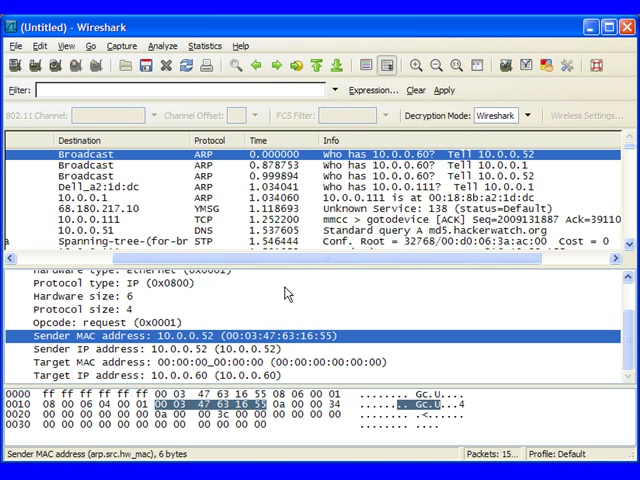 (Untitled) - Wireshark
File Edit View Go Capture Analyze Statistics Help
Filter: Expression... Clear Apply
802.11 Channel: Channel Offset: FCS Filter: Decryption Mode: Wireshark Wireless Settings...
Destination Protocol Time Info
Broadcast ARP 0.000000 Who has 10.0.0.60? Tell 10.0.0.52
Broadcast ARP 0.878753 Who has 10.0.0.60? Tell 10.0.0.1
Broadcast ARP 0.999894 Who has 10.0.0.60? Tell 10.0.0.52
Dell_a2:1d:dc ARP 1.034041 Who has 10.0.0.111? Tell 10.0.0.1
10.0.0.1 ARP 1.034060 10.0.0.111 is at 00:18:8b:a2:1d:dc
68.180.217.10 YMSG 1.118693 Unknown Service: 138 (status=Default)
10.0.0.111 TCP 1.252200 mmcc > gotodevice [ACK] Seq=2009131887 Ack=39110
10.0.0.1 DNS 1.537605 Standard query A md5.hackerwatch.org
a Spanning-tree-(for-br STP 1.546444 Conf. Root = 32768/00:d0:06:3a:ac:00 Cost = 0
Hardware type: Ethernet (0x0001)
Protocol type: IP (0x0800)
Hardware size: 6
Protocol size: 4
Opcode: request (0x0001)
Sender MAC address: 10.0.0.52 (00:03:47:63:16:55)
Sender IP address: 10.0.0.52 (10.0.0.52)
Target MAC address: 00:00:00_00:00:00 (00:00:00:00:00:00)
Target IP address: 10.0.0.60 (10.0.0.60)
0000 ff ff ff ff ff ff 00 03 47 63 16 55 08 06 00 01 ........ Gc.U....
0010 08 00 06 04 00 01 00 03 47 63 16 55 0a 00 00 34 ........ Gc.U...4
0020 00 00 00 00 00 00 0a 00 00 3c 00 00 00 00 00 00 ........ .<......
0030 00 00 00 00 00 00 00 00 00 00 00 00 ........ ....
Sender MAC address (arp.src.hw_mac), 6 bytes Packets: 15... Profile: Default